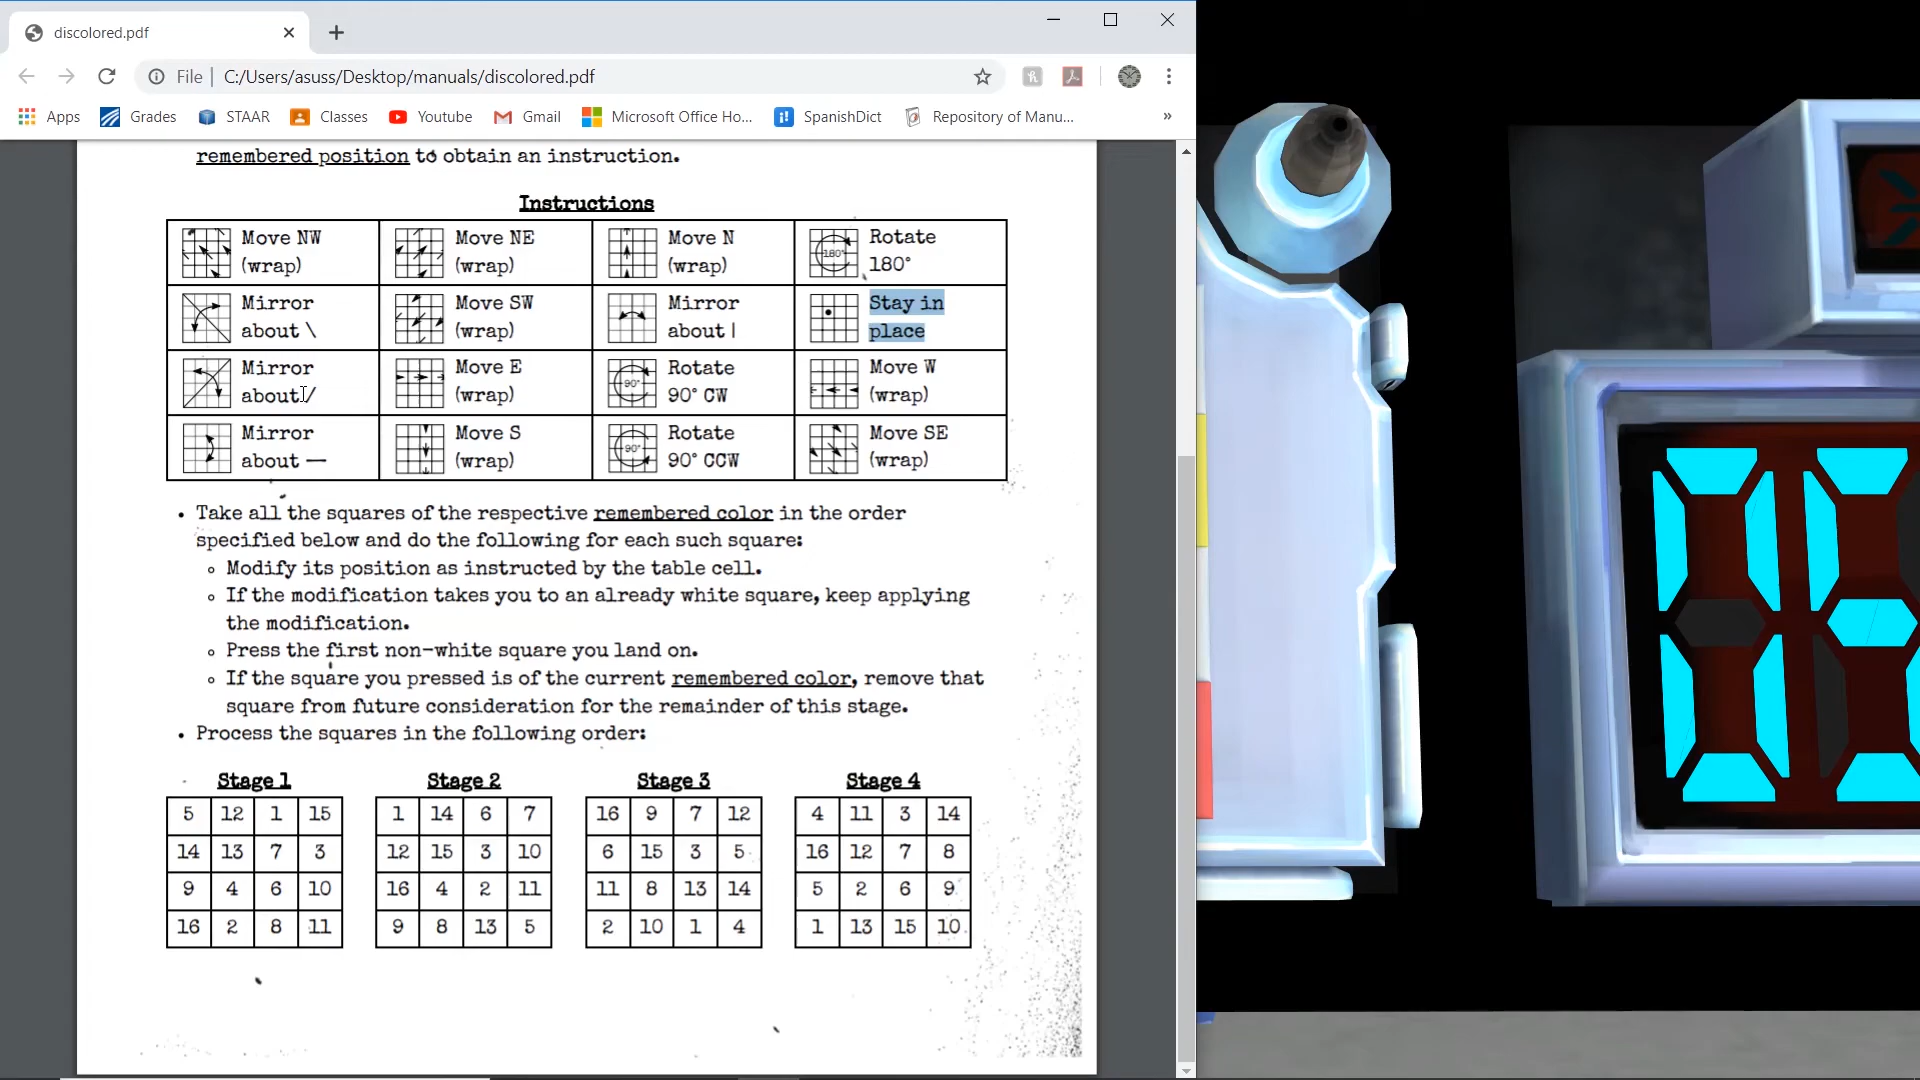 discolored.pdf
File | C:/Users/asuss/Desktop/manuals/discolored.pdf
Apps Grades STAAR Classes Youtube Gmail Microsoft Office Ho... SpanishDict Repository of Manu... »
remembered position to obtain an instruction.
Instructions
Move NW (wrap) Move NE (wrap) Move N (wrap) 180° Rotate 180°
Mirror about \ Move SW (wrap) Mirror about | Stay in place
Mirror about / Move E (wrap) 90° Rotate 90° CW Move W (wrap)
Mirror about — Move S (wrap) 90° Rotate 90° CCW Move SE (wrap)
• Take all the squares of the respective remembered color in the order
specified below and do the following for each such square:
○ Modify its position as instructed by the table cell.
○ If the modification takes you to an already white square, keep applying
the modification.
○ Press the first non-white square you land on.
○ If the square you pressed is of the current remembered color, remove that
square from future consideration for the remainder of this stage.
• Process the squares in the following order:
Stage 1 Stage 2 Stage 3 Stage 4
5 12 1 15 1 14 6 7 16 9 7 12 4 11 3 14
14 13 7 3 12 15 3 10 6 15 3 5 16 12 7 8
9 4 6 10 16 4 2 11 11 8 13 14 5 2 6 9
16 2 8 11 9 8 13 5 2 10 1 4 1 13 15 10
0